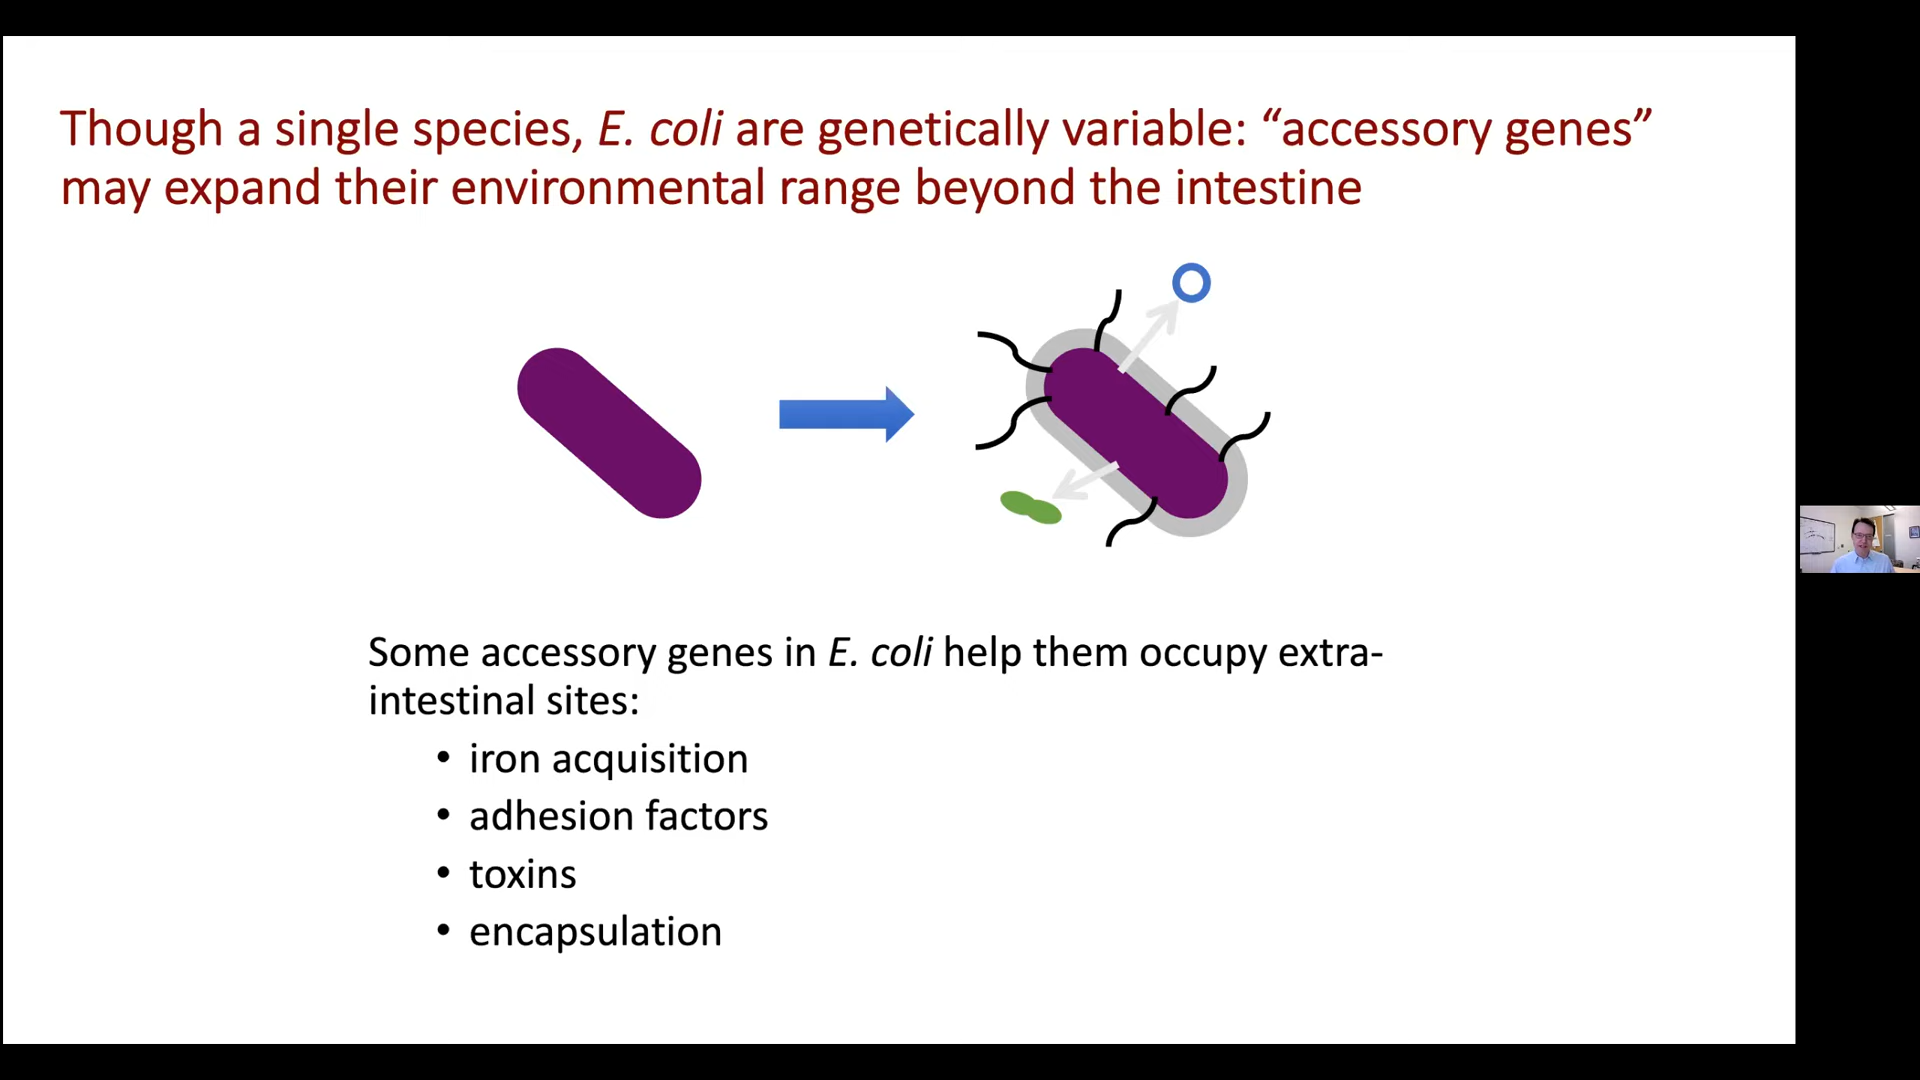 Though a single species, E. coli are genetically variable: “accessory genes”
may expand their environmental range beyond the intestine
Some accessory genes in E. coli help them occupy extra-
intestinal sites:
• iron acquisition
• adhesion factors
• toxins
• encapsulation